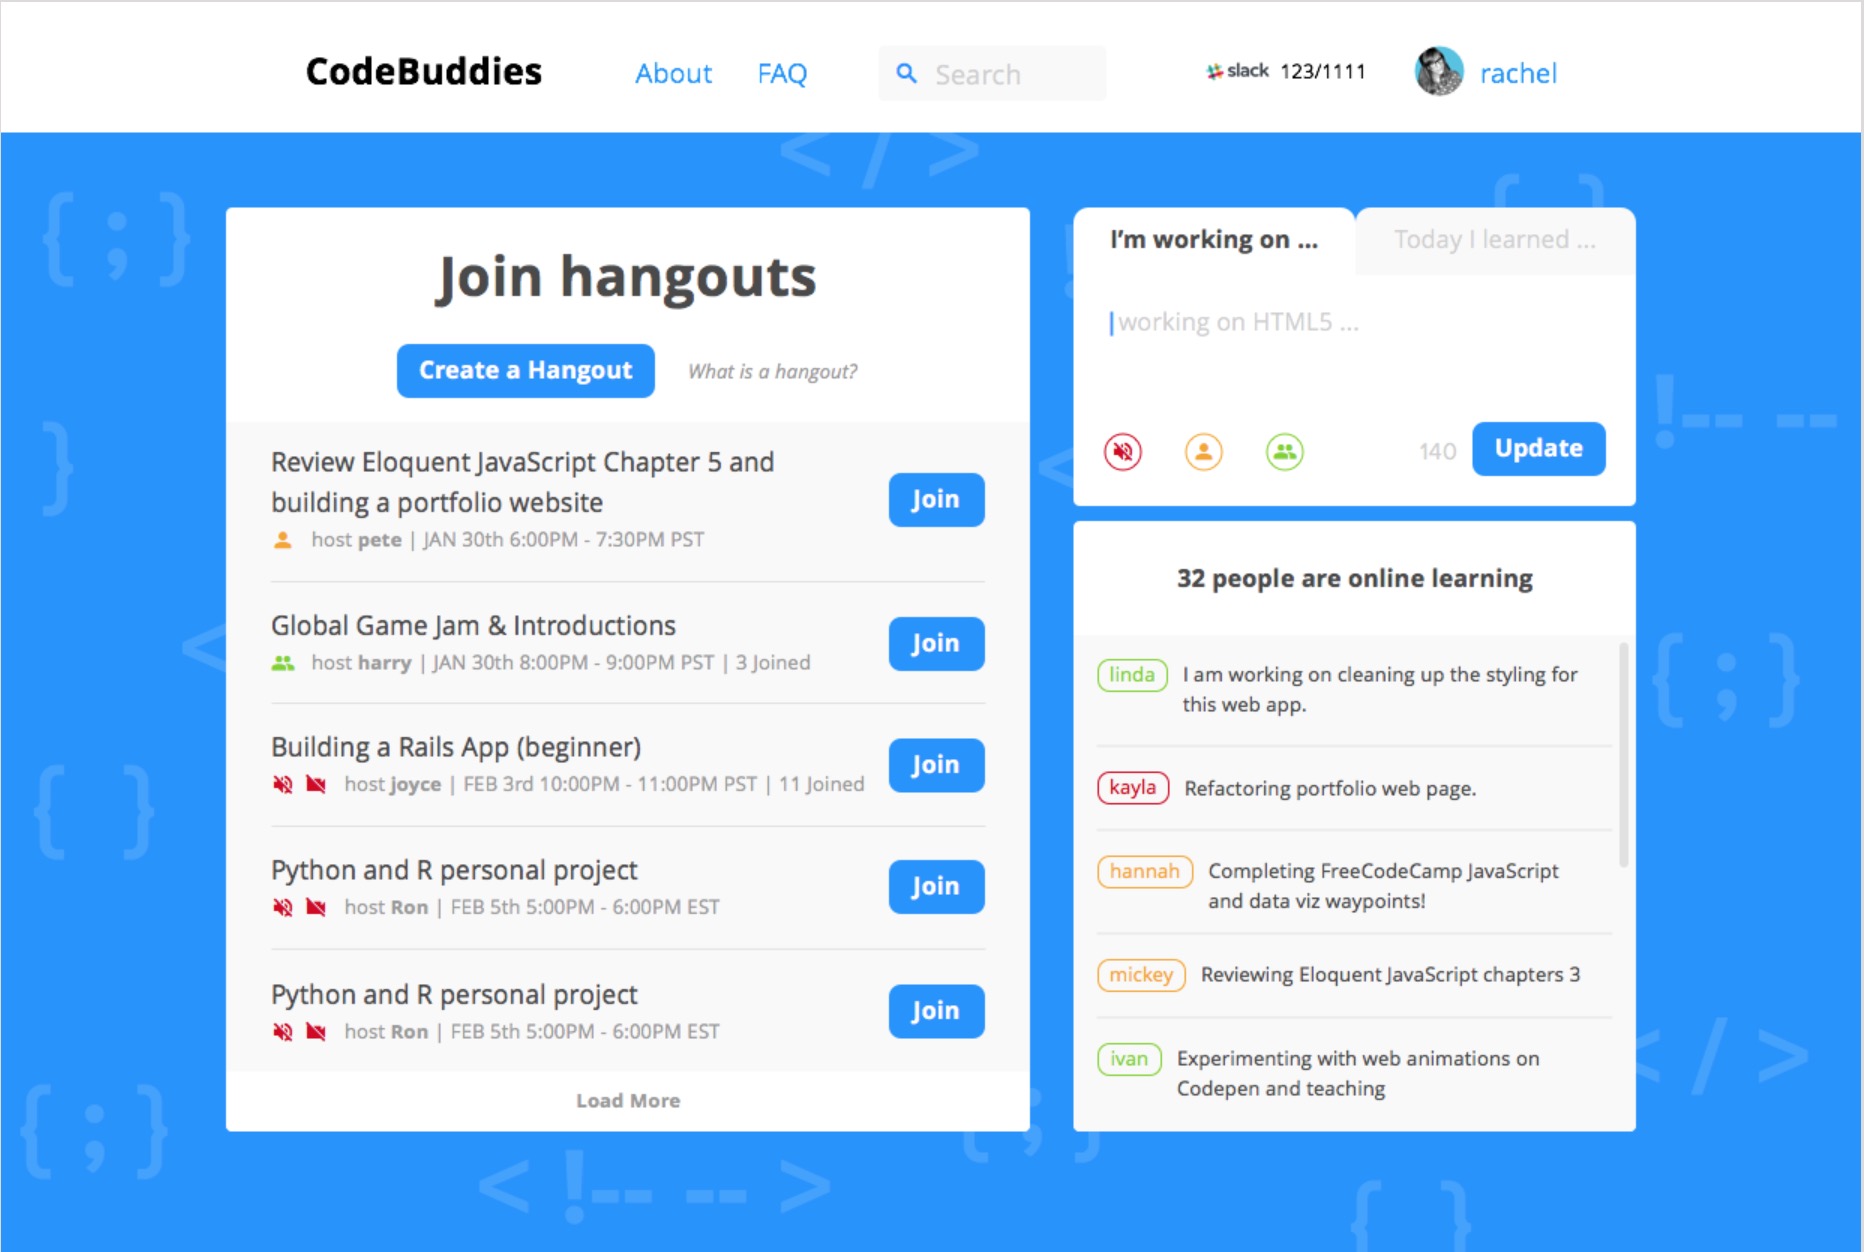 CodeBuddies
About
FAQ
Search
slack 123/1111
rachel
Join hangouts
Create a Hangout
What is a hangout?
Review Eloquent JavaScript Chapter 5 and
building a portfolio website
host pete | JAN 30th 6:00PM - 7:30PM PST
Join
Global Game Jam & Introductions
host harry | JAN 30th 8:00PM - 9:00PM PST | 3 Joined
Join
Building a Rails App (beginner)
host joyce | FEB 3rd 10:00PM - 11:00PM PST | 11 Joined
Join
Python and R personal project
host Ron | FEB 5th 5:00PM - 6:00PM EST
Join
Python and R personal project
host Ron | FEB 5th 5:00PM - 6:00PM EST
Join
Load More
I’m working on ...
Today I learned ...
working on HTML5 ...
140
Update
32 people are online learning
linda
I am working on cleaning up the styling for
this web app.
kayla
Refactoring portfolio web page.
hannah
Completing FreeCodeCamp JavaScript
and data viz waypoints!
mickey
Reviewing Eloquent JavaScript chapters 3
ivan
Experimenting with web animations on
Codepen and teaching